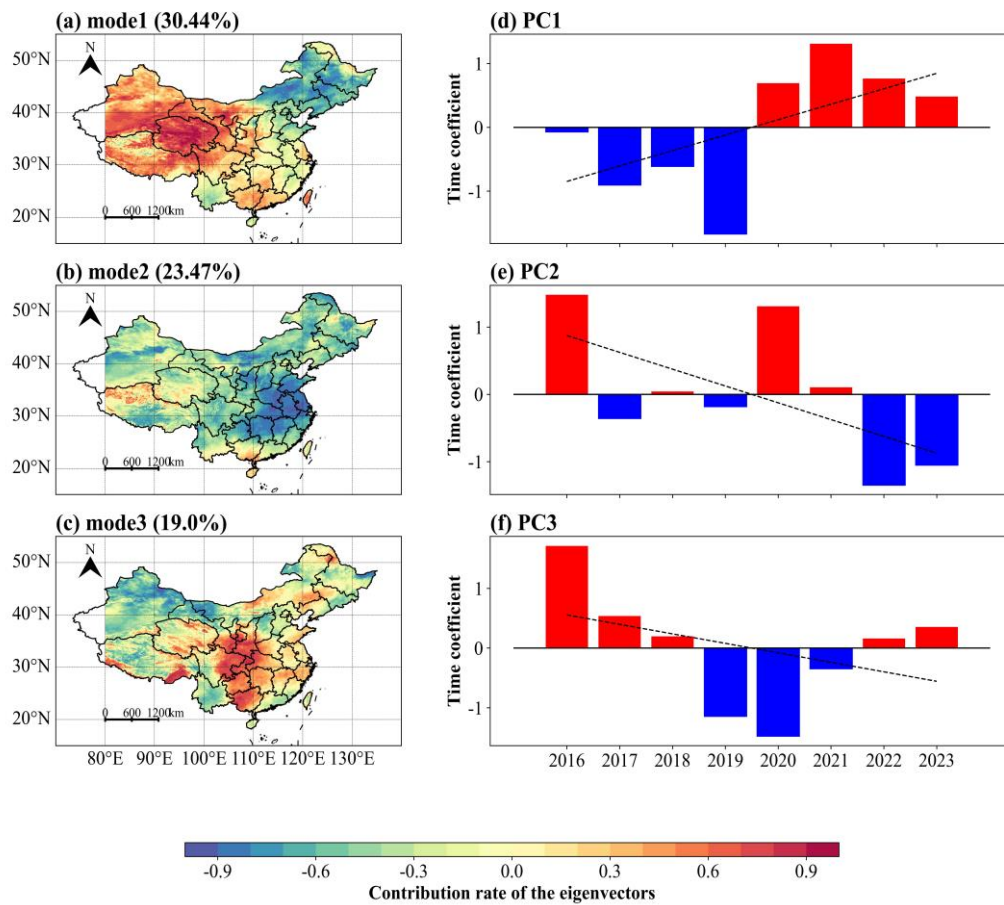 (a) mode1 (30.44%)
50°N
40°N
30°N
20°N
N
0 600 1200km
(d) PC1
Time coefficient
1
0
-1
(b) mode2 (23.47%)
50°N
40°N
30°N
20°N
N
0 600 1200km
(e) PC2
Time coefficient
1
0
-1
(c) mode3 (19.0%)
50°N
40°N
30°N
20°N
N
0 600 1200km
80°E 90°E 100°E 110°E 120°E 130°E
(f) PC3
Time coefficient
1
0
-1
2016 2017 2018 2019 2020 2021 2022 2023
-0.9 -0.6 -0.3 0.0 0.3 0.6 0.9
Contribution rate of the eigenvectors